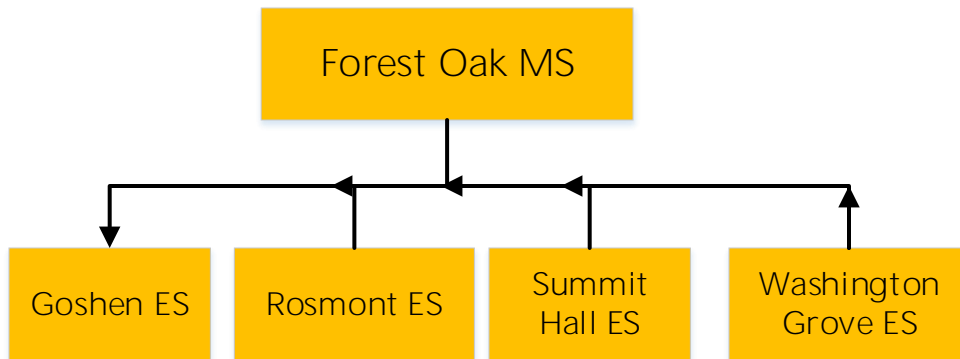 Forest Oak MS
Goshen ES
Rosmont ES
Summit
Hall ES
Washington
Grove ES